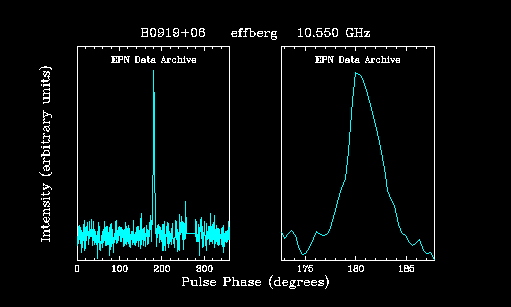 B0919+06 effberg 10.550 GHz
EPN Data Archive EPN Data Archive
Intensity (arbitrary units)
0 100 200 300 175 180 185
Pulse Phase (degrees)